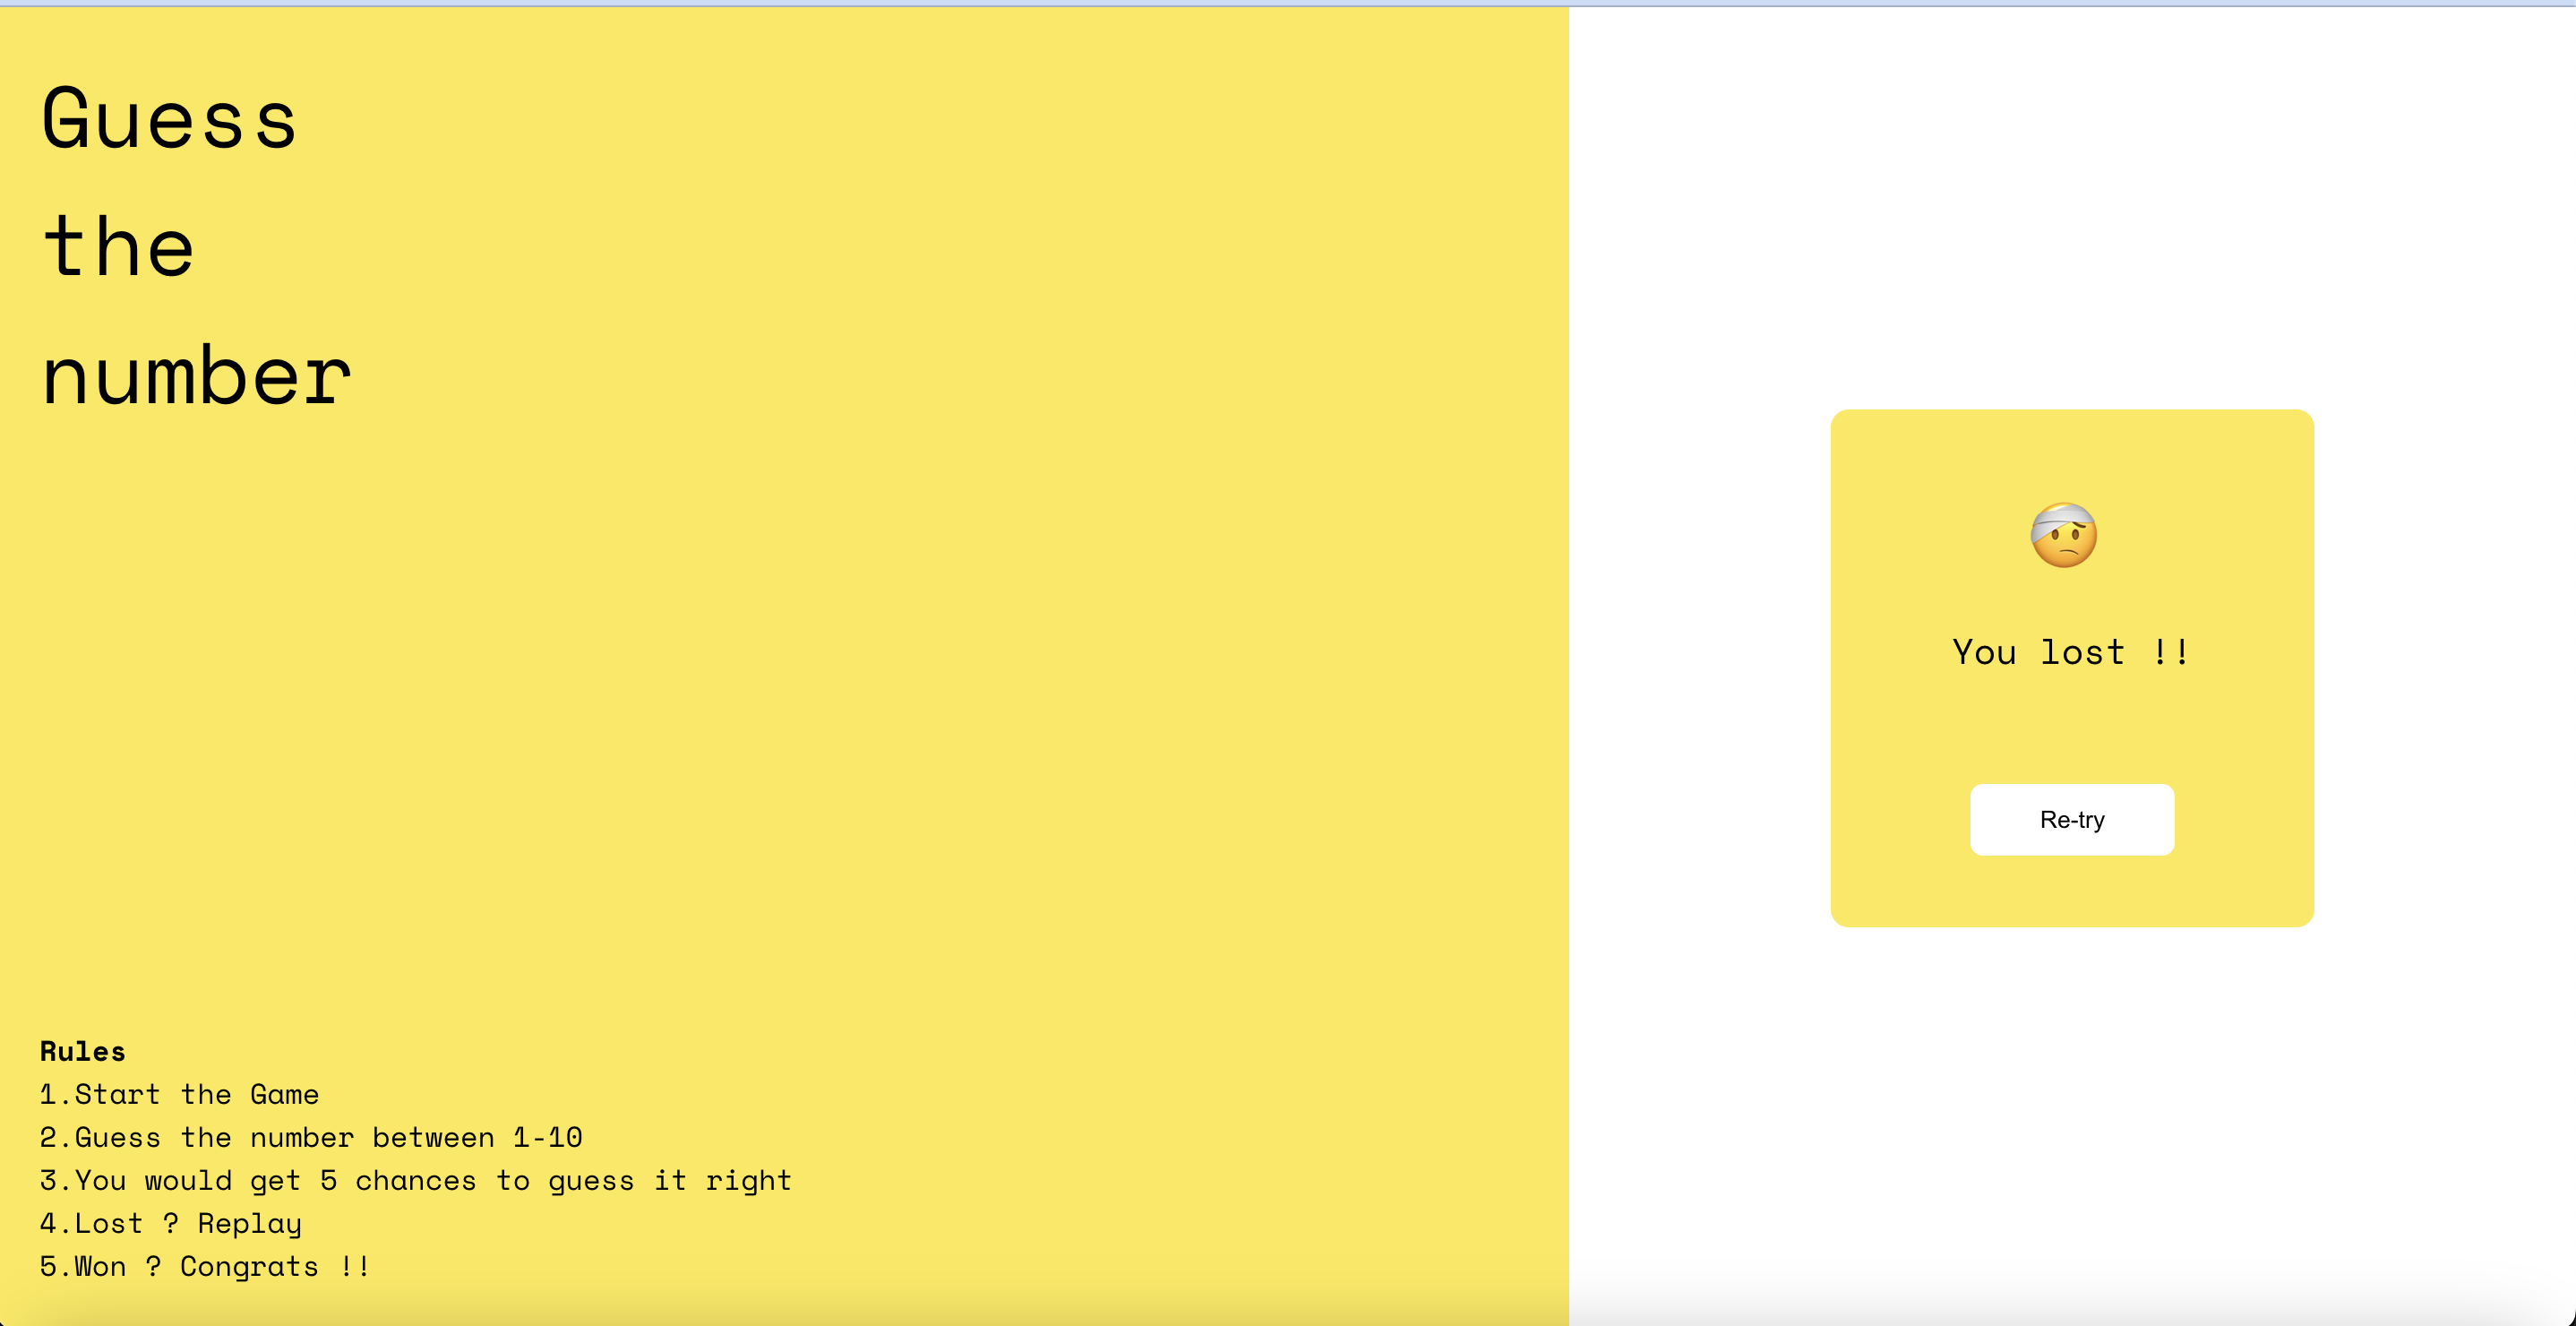 Guess
the
number
Rules
1.Start the Game
2.Guess the number between 1-10
3.You would get 5 chances to guess it right
4.Lost ? Replay
5.Won ? Congrats !!
You lost !!
Re-try